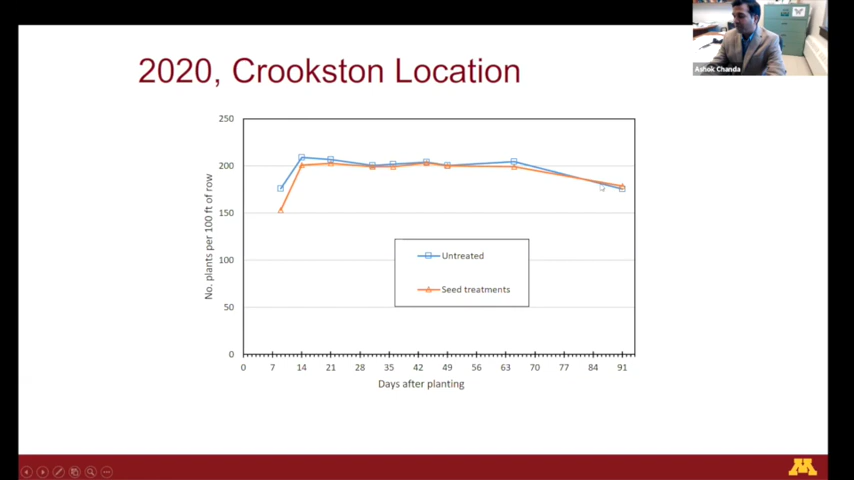 Ashok Chanda
2020, Crookston Location
250
200
150
100
50
0
No. plants per 100 ft of row
Untreated
Seed treatments
0 7 14 21 28 35 42 49 56 63 70 77 84 91
Days after planting
M